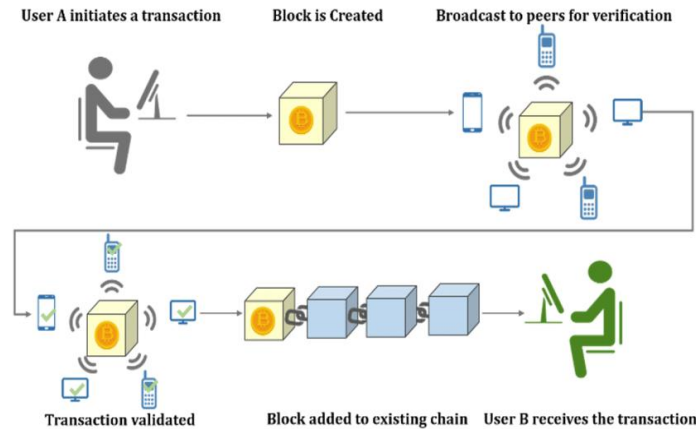 User A initiates a transaction
Block is Created
Broadcast to peers for verification
Transaction validated
Block added to existing chain
User B receives the transaction